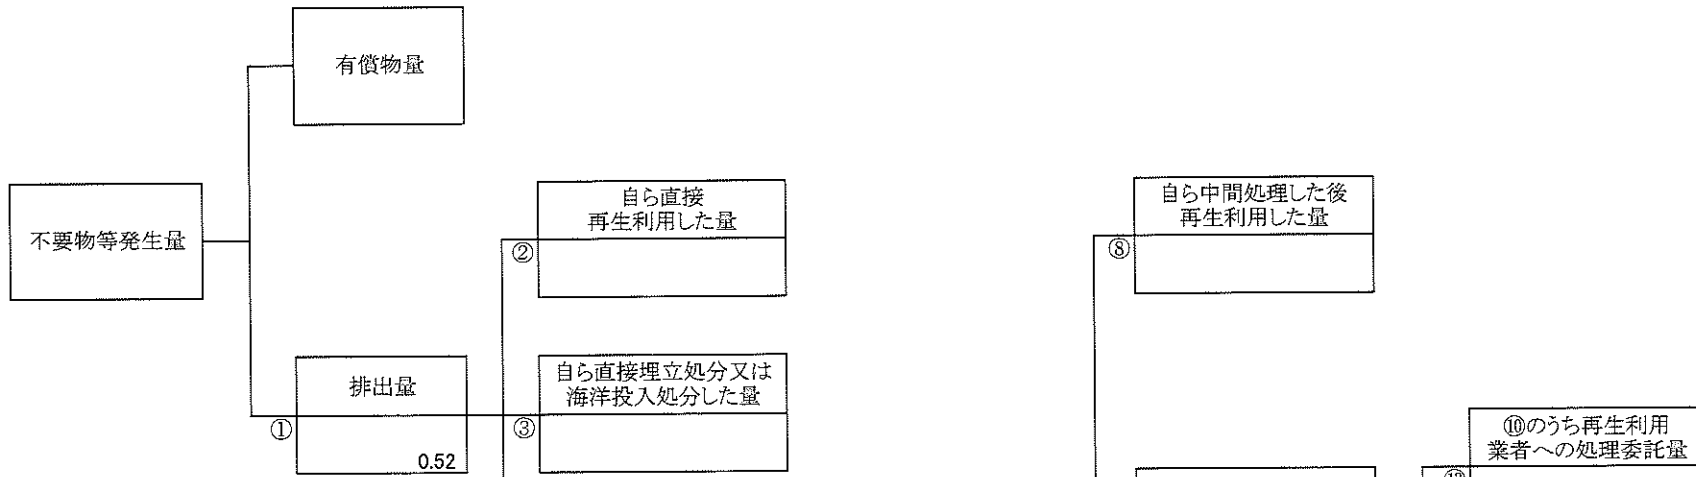 有償物量
不要物等発生量
自ら直接
再生利用した量
②
自ら中間処理した後
再生利用した量
⑧
排出量
①
0.52
自ら直接埋立処分又は
海洋投入処分した量
③
⑩のうち再生利用
業者への処理委託量